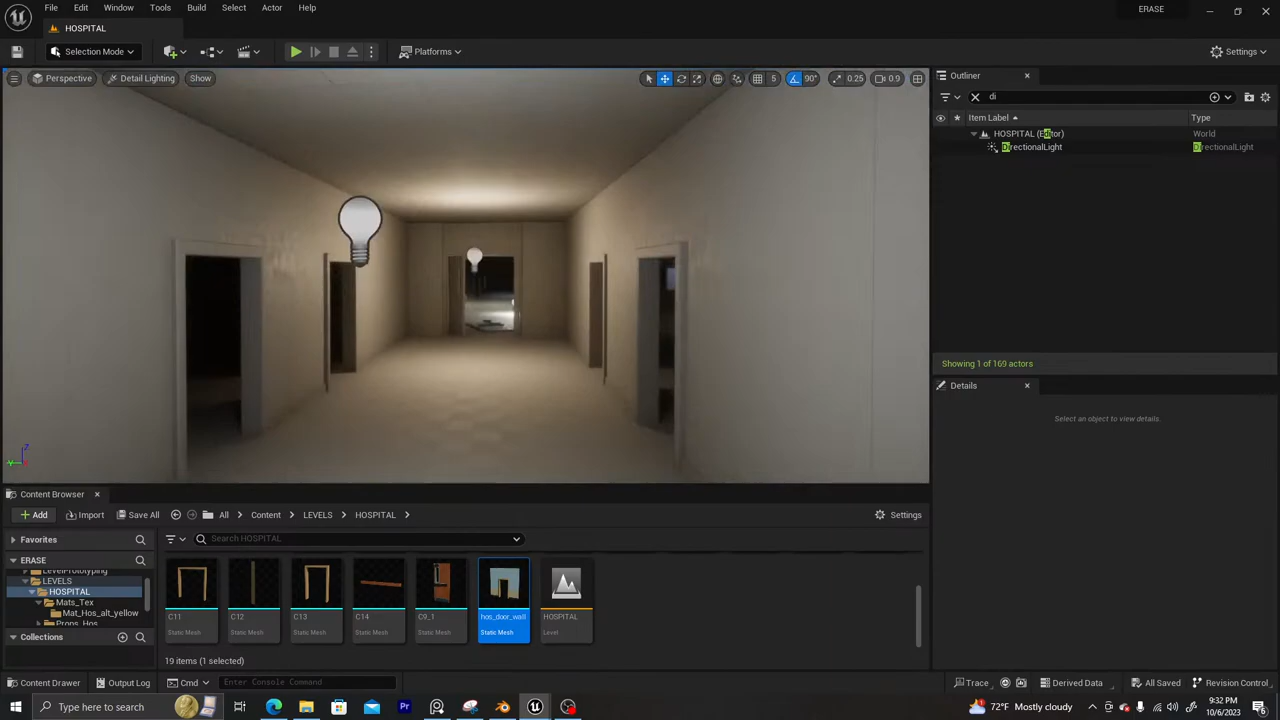 File Edit Window Tools Build Select Actor Help ERASE
HOSPITAL
Selection Mode Platforms Settings
Perspective Detail Lighting Show 5 90° 0.25 0.9
Outliner
di
Item Label Type
HOSPITAL (Editor) World
DirectionalLight DirectionalLight
Showing 1 of 169 actors
Details
Select an object to view details.
Z
Y
Content Browser
Add Import Save All All Content LEVELS HOSPITAL Settings
Favorites
Search HOSPITAL
ERASE
LevelPrototyping
LEVELS
HOSPITAL
Mats_Tex
Mat_Hos_alt_yellow
Props_Hos
Collections
C11 C12 C13 C14 C9_1 hos_door_wall HOSPITAL
Static Mesh Static Mesh Static Mesh Static Mesh Static Mesh Static Mesh Level
19 items (1 selected)
Content Drawer Output Log Cmd Enter Console Command Trace Derived Data All Saved Revision Control
Type here to search Pr 72°F Mostly cloudy 9:32 PM
10/6/2023